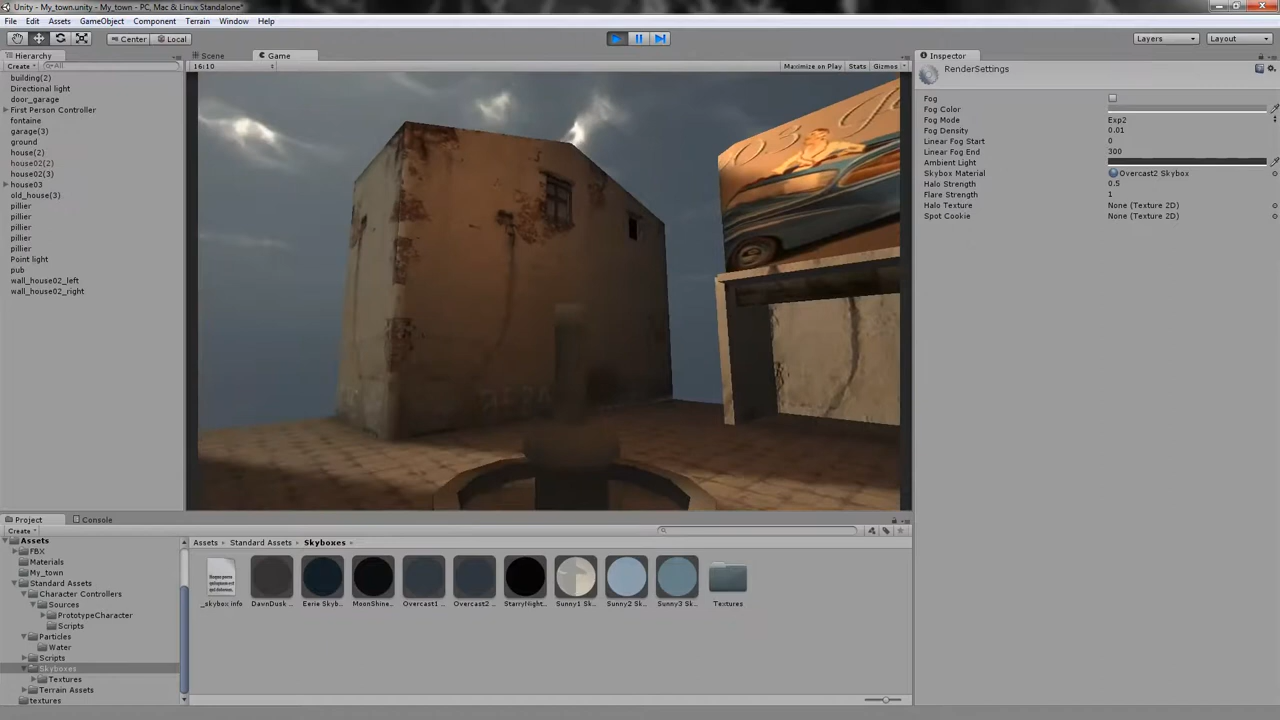 Unity - My_town.unity - My_town - PC, Mac & Linux Standalone*
File Edit Assets GameObject Component Terrain Window Help
Center Local Layers Layout
Hierarchy Scene Game Inspector
Create All 16:10 Maximize on Play Stats Gizmos RenderSettings
building(2)
Directional light
door_garage
First Person Controller
fontaine
garage(3)
ground
house(2)
house02(2)
house02(3)
house03
old_house(3)
pillier
pillier
pillier
pillier
pillier
Point light
pub
wall_house02_left
wall_house02_right
Fog
Fog Color
Fog Mode Exp2
Fog Density 0.01
Linear Fog Start 0
Linear Fog End 300
Ambient Light
Skybox Material Overcast2 Skybox
Halo Strength 0.5
Flare Strength 1
Halo Texture None (Texture 2D)
Spot Cookie None (Texture 2D)
Project Console
Create
Assets Standard Assets Skyboxes
Assets
FBX
Materials
My_town
Standard Assets
Character Controllers
Sources
PrototypeCharacter
Scripts
Particles
Water
Scripts
Skyboxes
Textures
Terrain Assets
textures
_skybox info DawnDusk ... Eerie Skyb... MoonShine... Overcast1 ... Overcast2 ... StarryNight... Sunny1 Sk... Sunny2 Sk... Sunny3 Sk... Textures